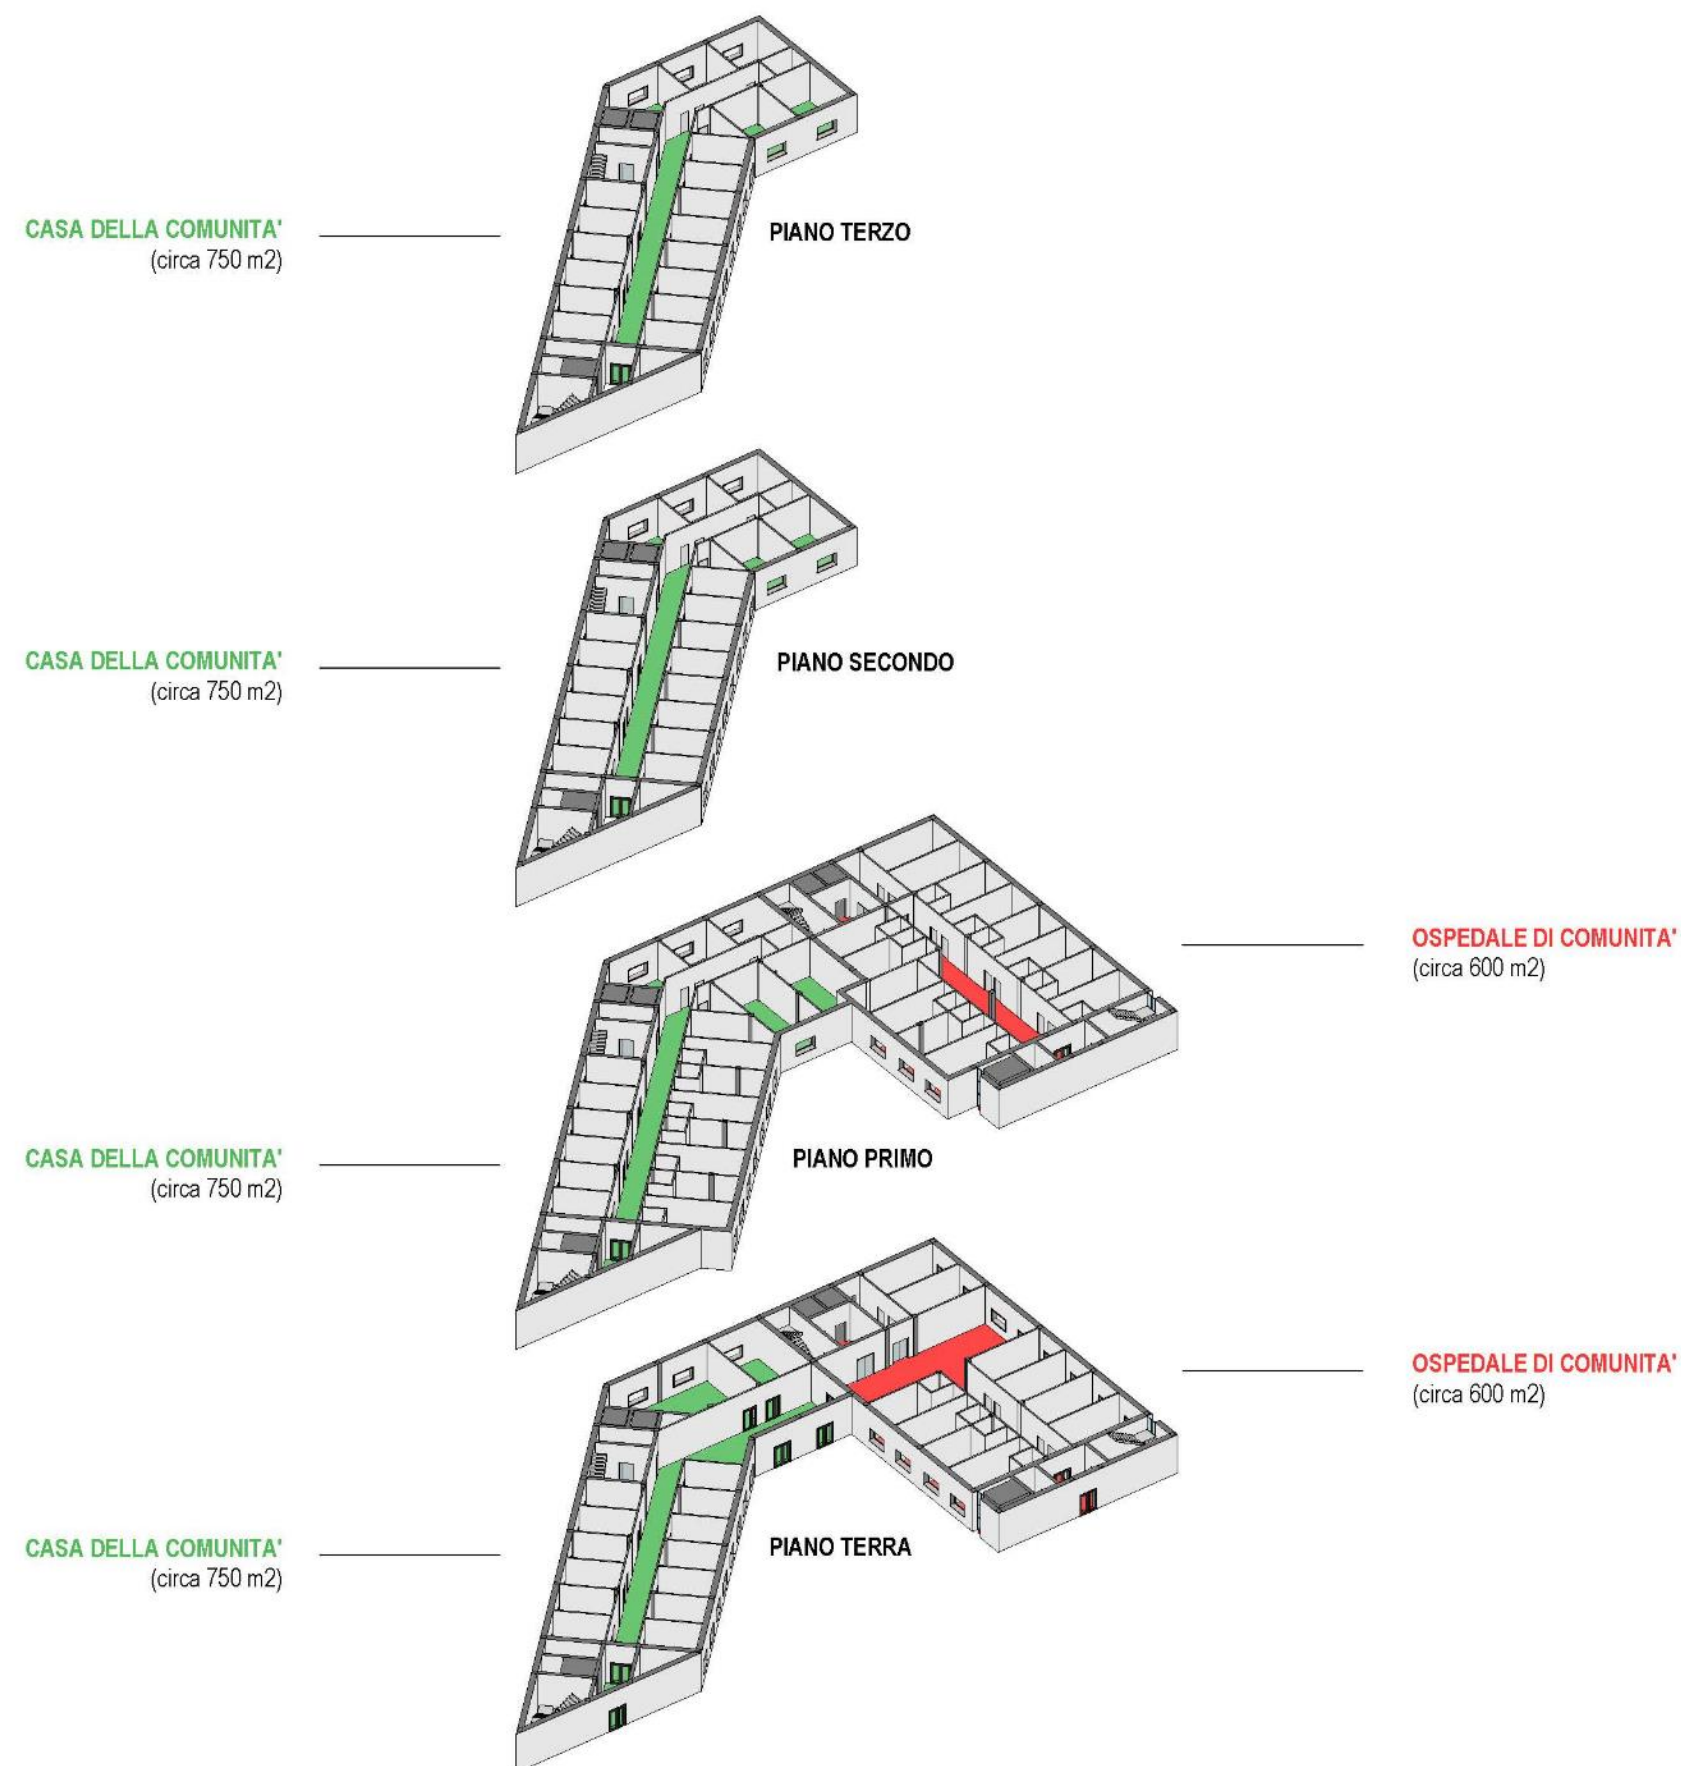 CASA DELLA COMUNITA'
(circa 750 m2)
PIANO TERZO
CASA DELLA COMUNITA'
(circa 750 m2)
PIANO SECONDO
OSPEDALE DI COMUNITA'
(circa 600 m2)
CASA DELLA COMUNITA'
(circa 750 m2)
PIANO PRIMO
OSPEDALE DI COMUNITA'
(circa 600 m2)
CASA DELLA COMUNITA'
(circa 750 m2)
PIANO TERRA